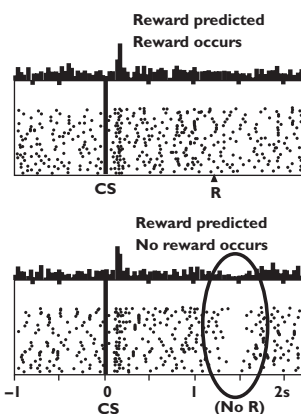 Reward predicted
Reward occurs
CS R
Reward predicted
No reward occurs
-1 0 1 2s
CS (No R)